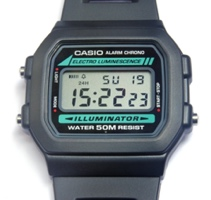 CASIO ALARM CHRONO
ELECTRO LUMINESCENCE
SU 19
15:22 23
ILLUMINATOR
WATER 50M RESIST